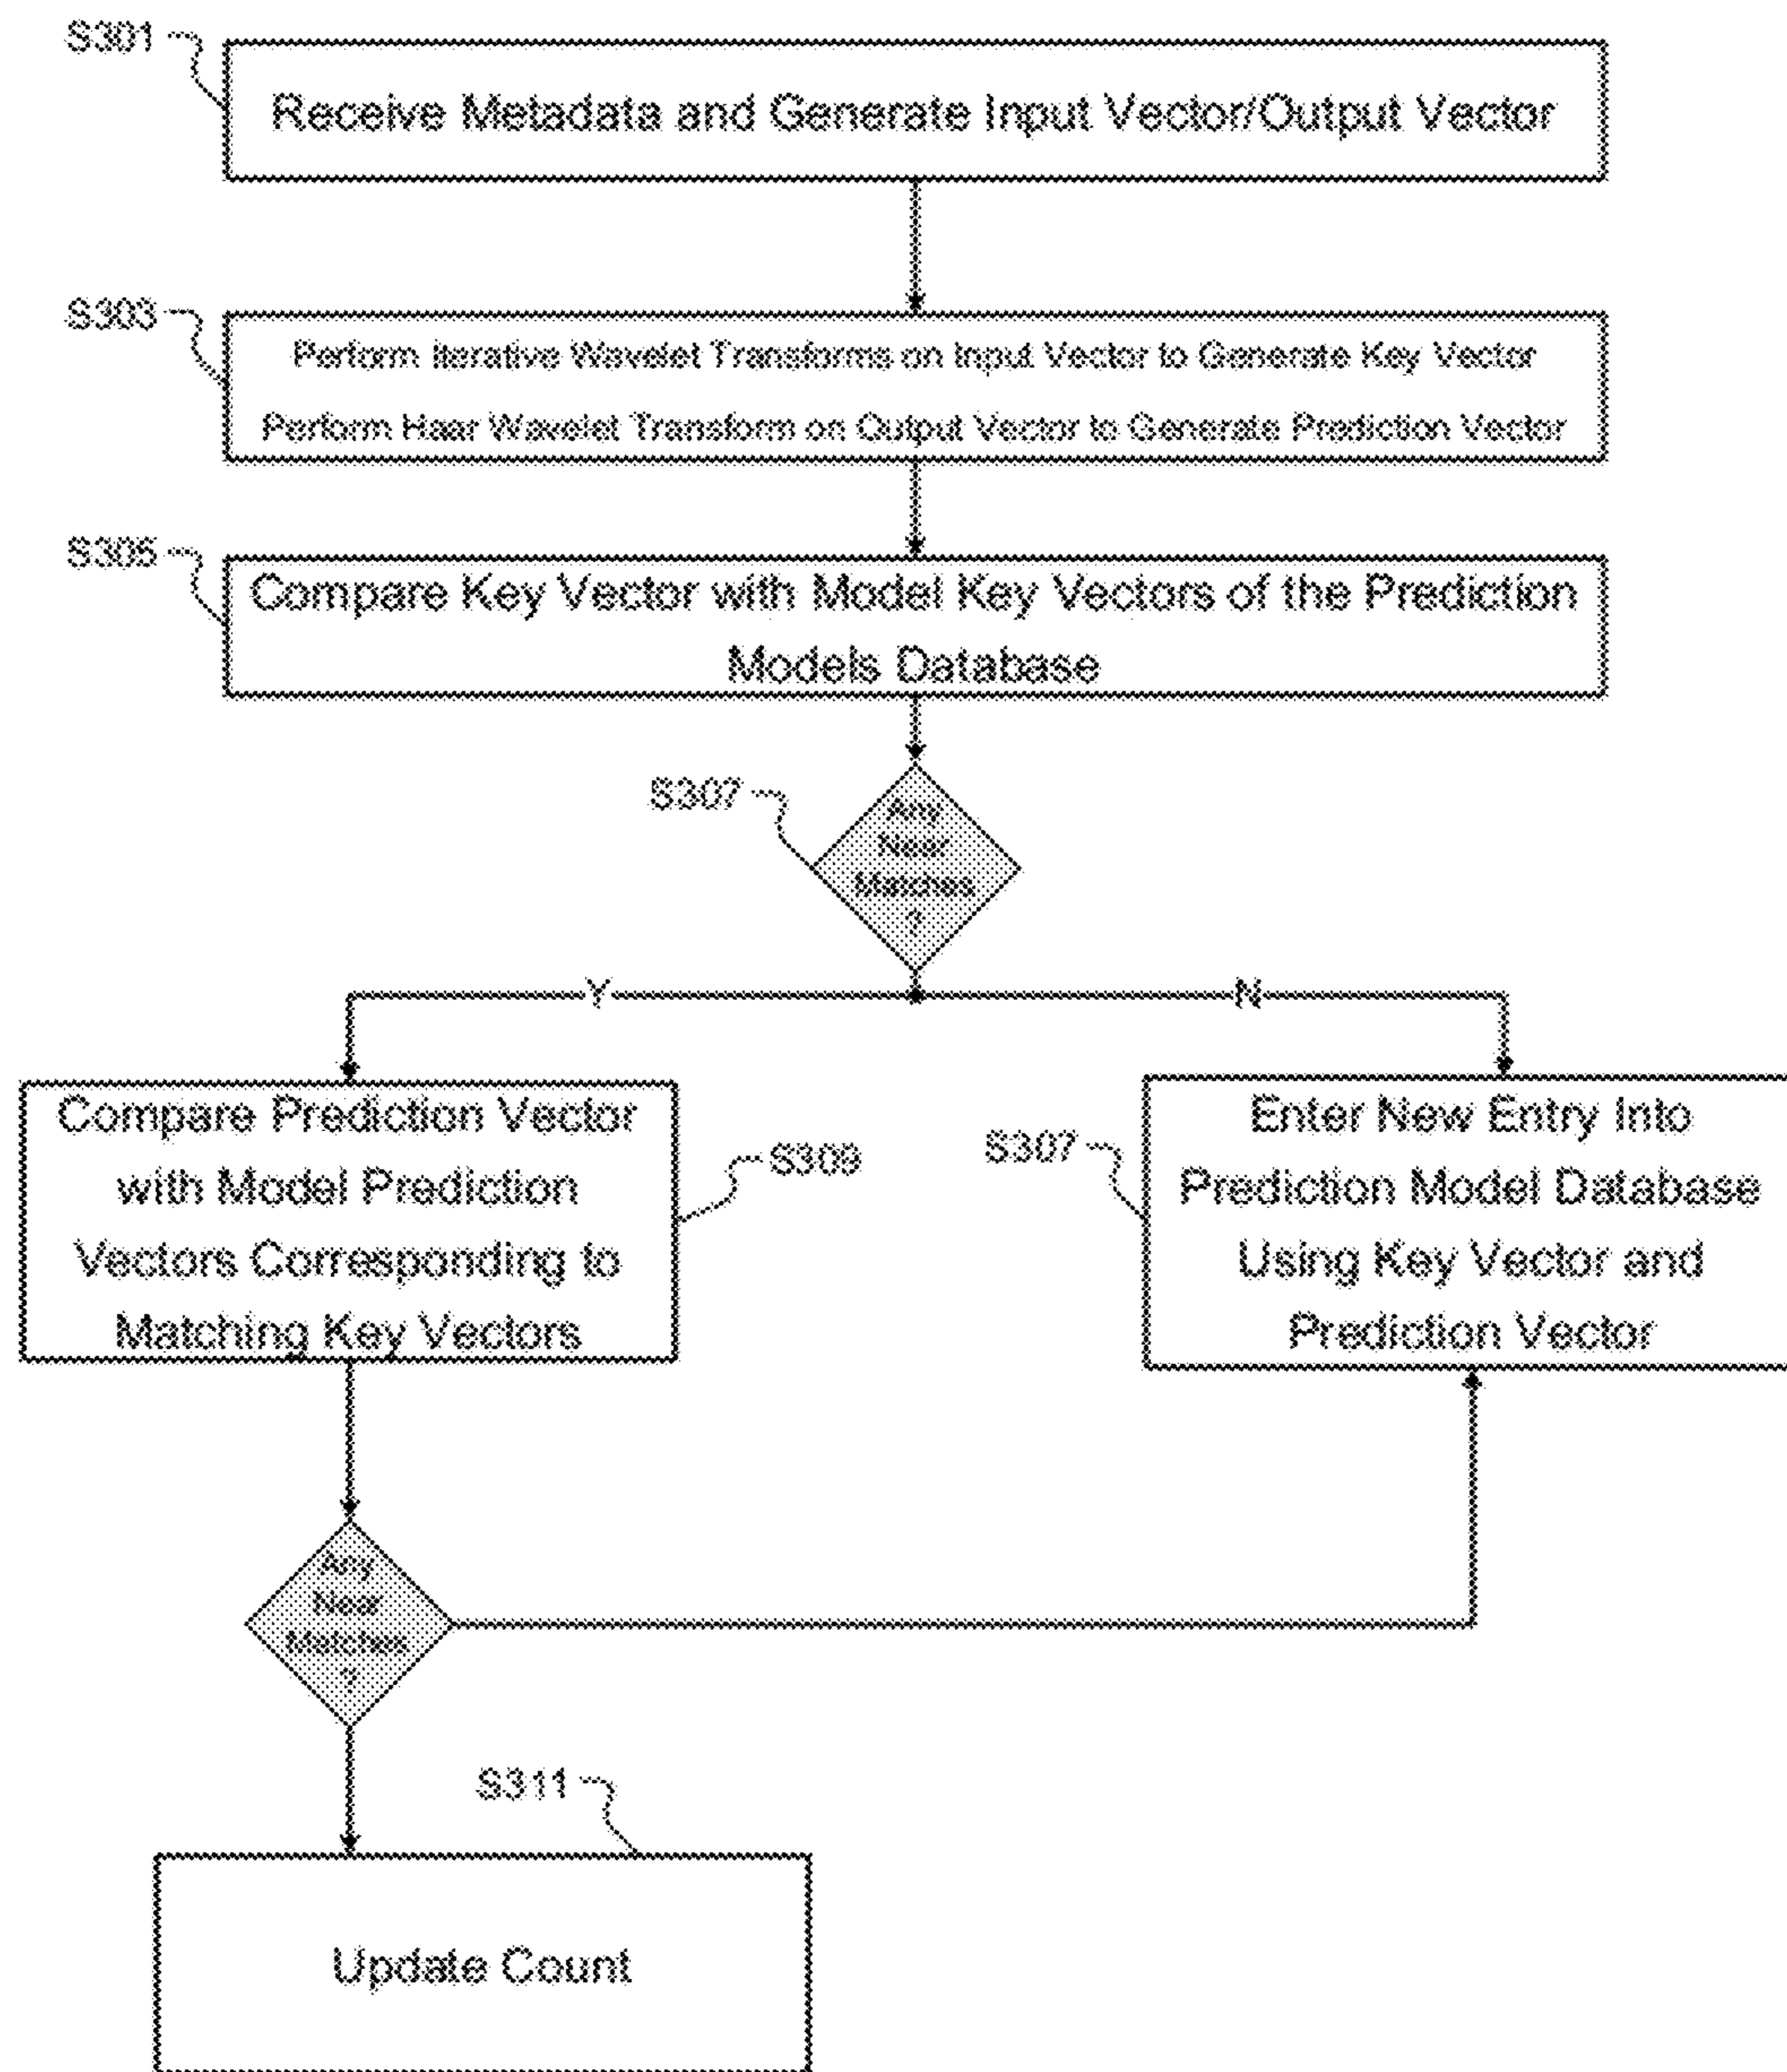 S301
Receive Metadata and Generate Input Vector/Output Vector
S303
Perform Iterative Wavelet Transforms on Input Vector to Generate Key Vector
Perform Haar Wavelet Transform on Output Vector to Generate Prediction Vector
S305
Compare Key Vector with Model Key Vectors of the Prediction
Models Database
S307
Any
Near
Matches
?
Y
N
Compare Prediction Vector
with Model Prediction
Vectors Corresponding to
Matching Key Vectors
S309
S307
Enter New Entry Into
Prediction Model Database
Using Key Vector and
Prediction Vector
Any
Near
Matches
?
S311
Update Count